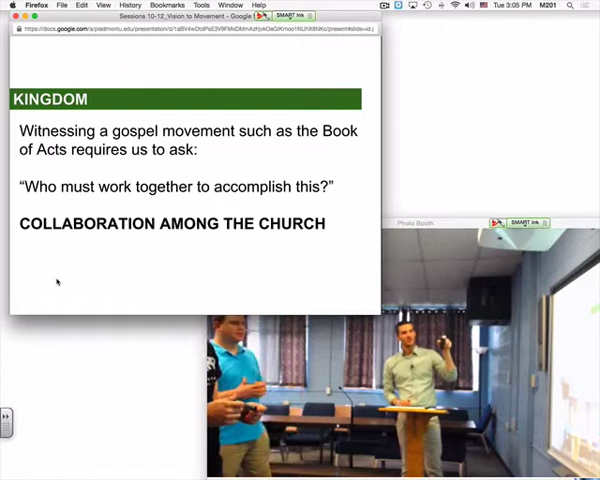 Firefox File Edit View History Bookmarks Tools Window Help
Tue 3:05 PM M201
Sessions 10-12_Vision to Movement - Google
SMART Ink
KINGDOM
Witnessing a gospel movement such as the Book
of Acts requires us to ask:
“Who must work together to accomplish this?”
COLLABORATION AMONG THE CHURCH
Photo Booth
SMART Ink